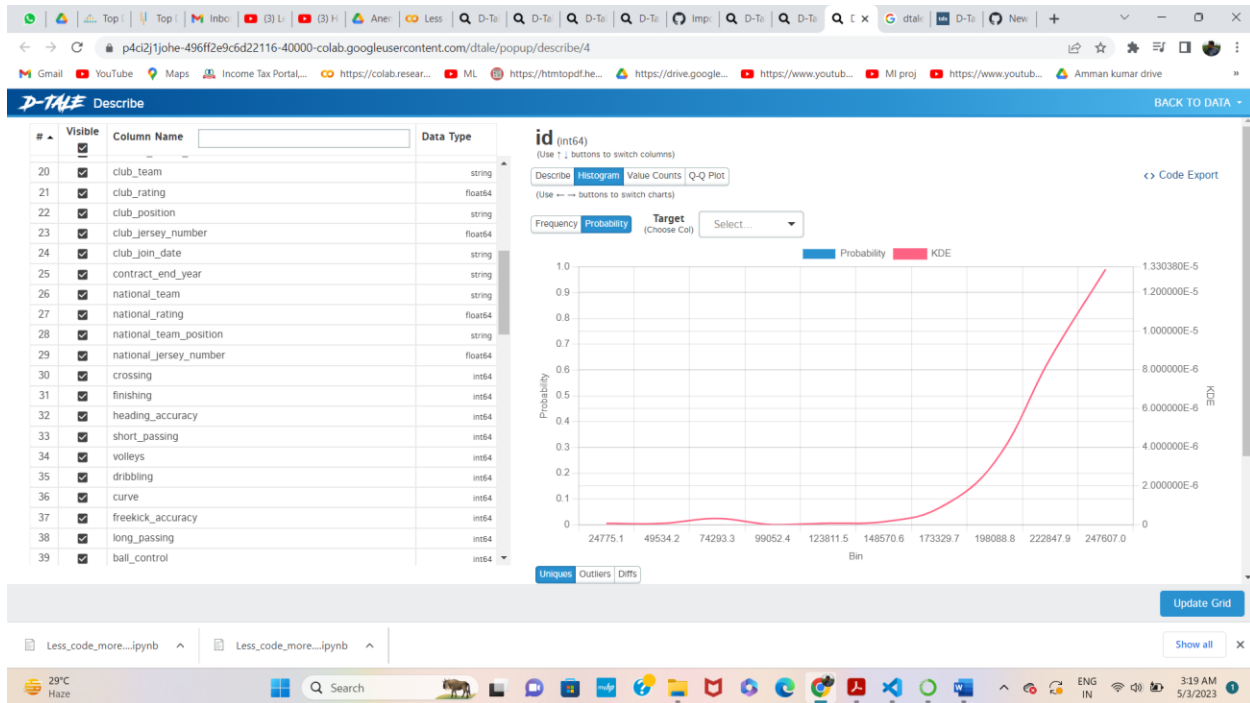 Top (
Top [
Inbo
(3) L
(3) H
Anen
Less
D-Ta
D-Ta
D-Ta
D-Ta
Impo
D-Ta
D-Ta
D
dtale
D-Ta
New
p4ci2j1johe-496ff2e9c6d22116-40000-colab.googleusercontent.com/dtale/popup/describe/4
Gmail YouTube Maps Income Tax Portal,... https://colab.resear... ML https://htmtopdf.he... https://drive.google... https://www.youtub... MI proj https://www.youtub... Amman kumar drive »
D-TALE Describe BACK TO DATA
# Visible Column Name Data Type
20 club_team string
21 club_rating float64
22 club_position string
23 club_jersey_number float64
24 club_join_date string
25 contract_end_year string
26 national_team string
27 national_rating float64
28 national_team_position string
29 national_jersey_number float64
30 crossing int64
31 finishing int64
32 heading_accuracy int64
33 short_passing int64
34 volleys int64
35 dribbling int64
36 curve int64
37 freekick_accuracy int64
38 long_passing int64
39 ball_control int64
id (int64)
(Use ↑ ↓ buttons to switch columns)
Describe Histogram Value Counts Q-Q Plot
<> Code Export
(Use ← → buttons to switch charts)
Frequency Probability Target (Choose Col) Select...
Probability KDE
1.0
0.9
0.8
0.7
0.6
0.5
0.4
0.3
0.2
0.1
0
Probability
1.330380E-5
1.200000E-5
1.000000E-5
8.000000E-6
6.000000E-6
4.000000E-6
2.000000E-6
0
KDE
24775.1 49534.2 74293.3 99052.4 123811.5 148570.6 173329.7 198088.8 222847.9 247607.0
Bin
Uniques Outliers Diffs
Update Grid
Less_code_more....ipynb Less_code_more....ipynb Show all
29°C
Haze
Search
ENG
IN
3:19 AM
5/3/2023
1